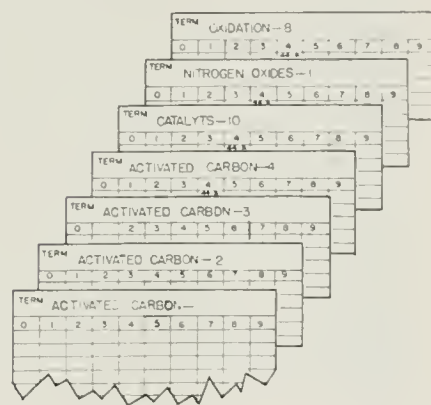 TERM OXIDATION-8
0 1 2 3 4 5 6 7 8 9
44
TERM NITROGEN OXIDES-1
0 1 2 3 4 5 6 7 8 9
44
TERM CATALYTS-10
0 1 2 3 4 5 6 7 8 9
44
TERM ACTIVATED CARBON-4
0 1 2 3 4 5 6 7 8 9
44
TERM ACTIVATED CARBON-3
0 2 3 4 5 6 7 8 9
TERM ACTIVATED CARBON-2
0 1 2 3 4 5 6 7 8 9
TERM ACTIVATED CARBON-
0 1 2 3 4 5 6 7 8 9